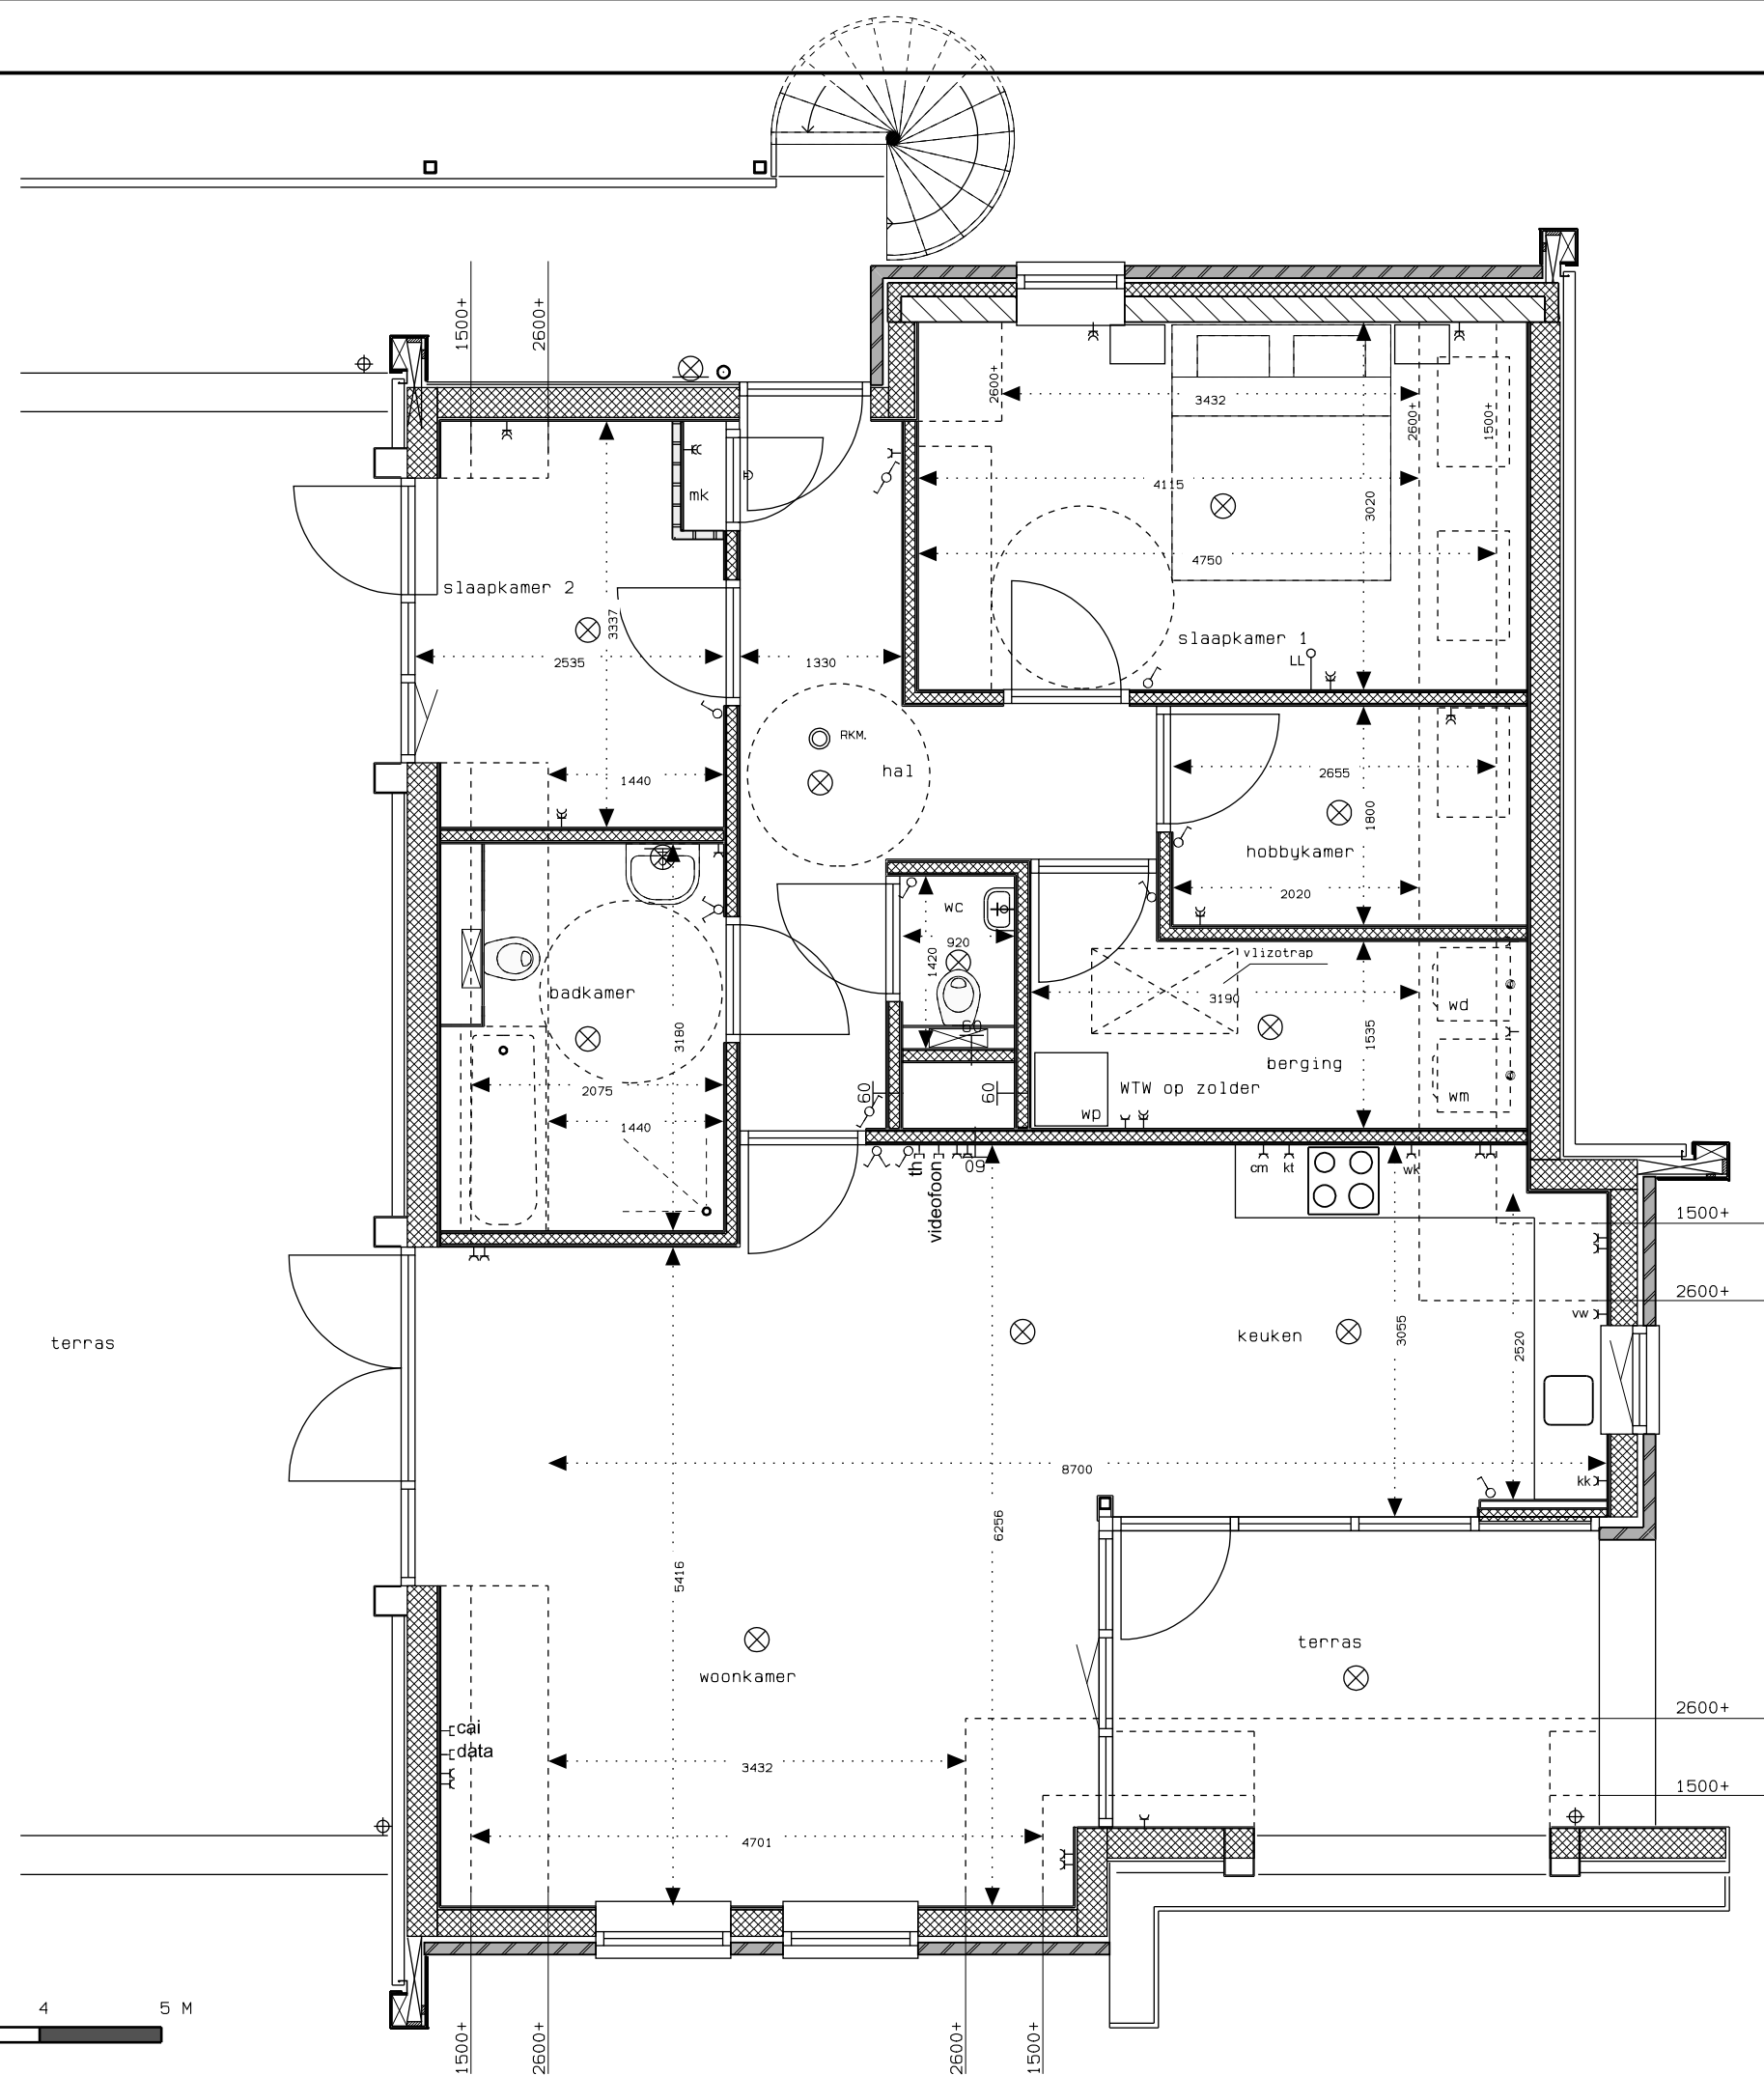 1500+
2600+
2600+
3432
2600+
1500+
mk
4115
3020
4750
slaapkamer 2
3337
slaapkamer 1
2535
1330
LL
RKM.
hal
1440
2655
1800
hobbykamer
2020
wc
920
1420
vlizotrap
badkamer
3190
wd
60
3180
1535
berging
2075
60
60
WTW op zolder
wm
wp
1440
th
videofoon
60
cm
kt
wk
1500+
2600+
vw
terras
keuken
3055
2520
8700
kk
6256
5416
terras
woonkamer
2600+
cai
data
3432
1500+
4701
4
5 M
1500+
2600+
2600+
1500+